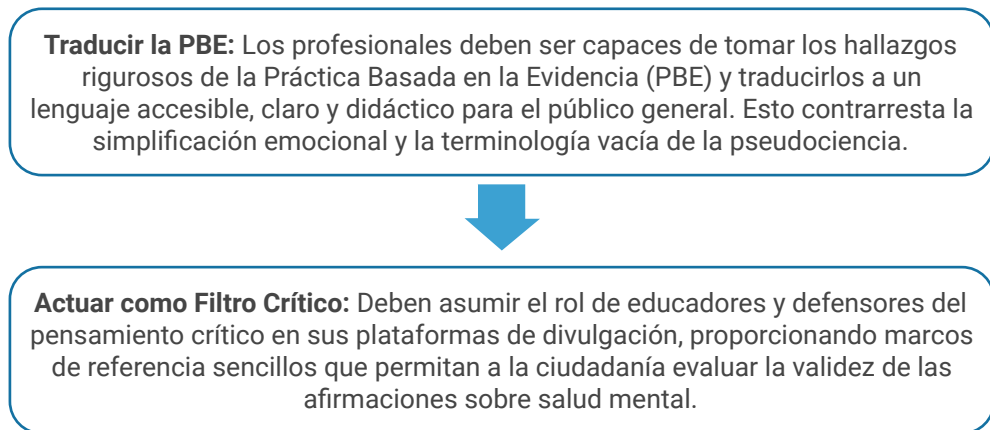 Traducir la PBE: Los profesionales deben ser capaces de tomar los hallazgos
rigurosos de la Práctica Basada en la Evidencia (PBE) y traducirlos a un
lenguaje accesible, claro y didáctico para el público general. Esto contrarresta la
simplificación emocional y la terminología vacía de la pseudociencia.
Actuar como Filtro Crítico: Deben asumir el rol de educadores y defensores del
pensamiento crítico en sus plataformas de divulgación, proporcionando marcos
de referencia sencillos que permitan a la ciudadanía evaluar la validez de las
afirmaciones sobre salud mental.